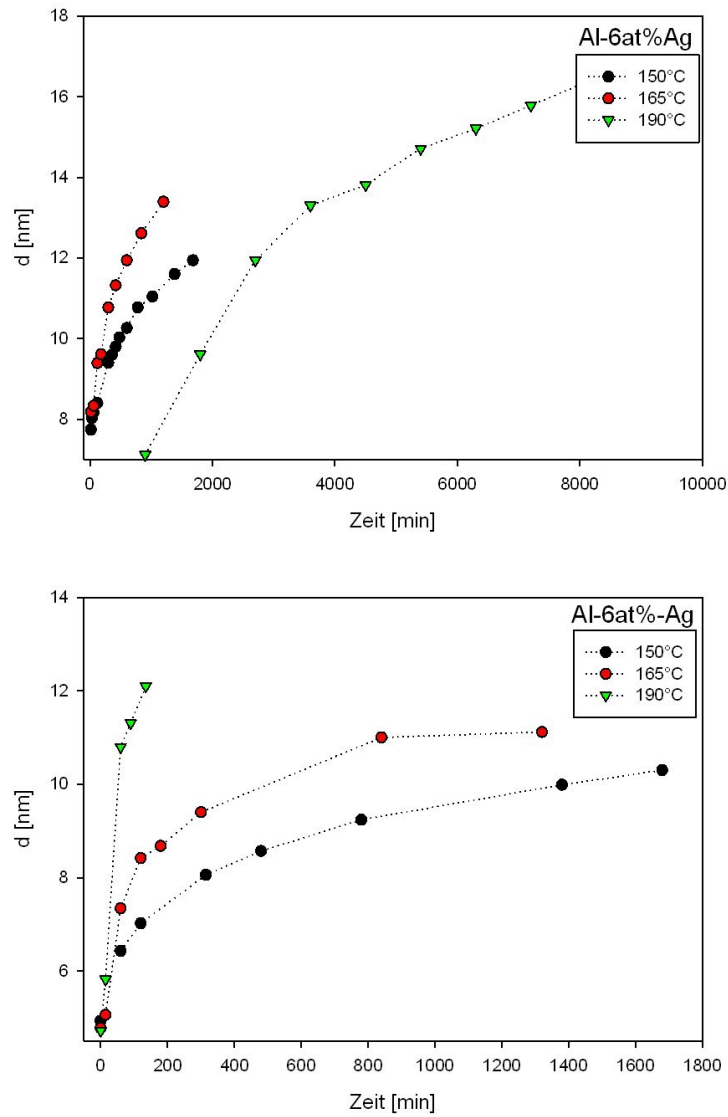 18
16
14
12
10
8
d [nm]
Al-6at%Ag
150°C
165°C
190°C
0 2000 4000 6000 8000 10000
Zeit [min]
14
12
10
8
6
d [nm]
Al-6at%-Ag
150°C
165°C
190°C
0 200 400 600 800 1000 1200 1400 1600 1800
Zeit [min]